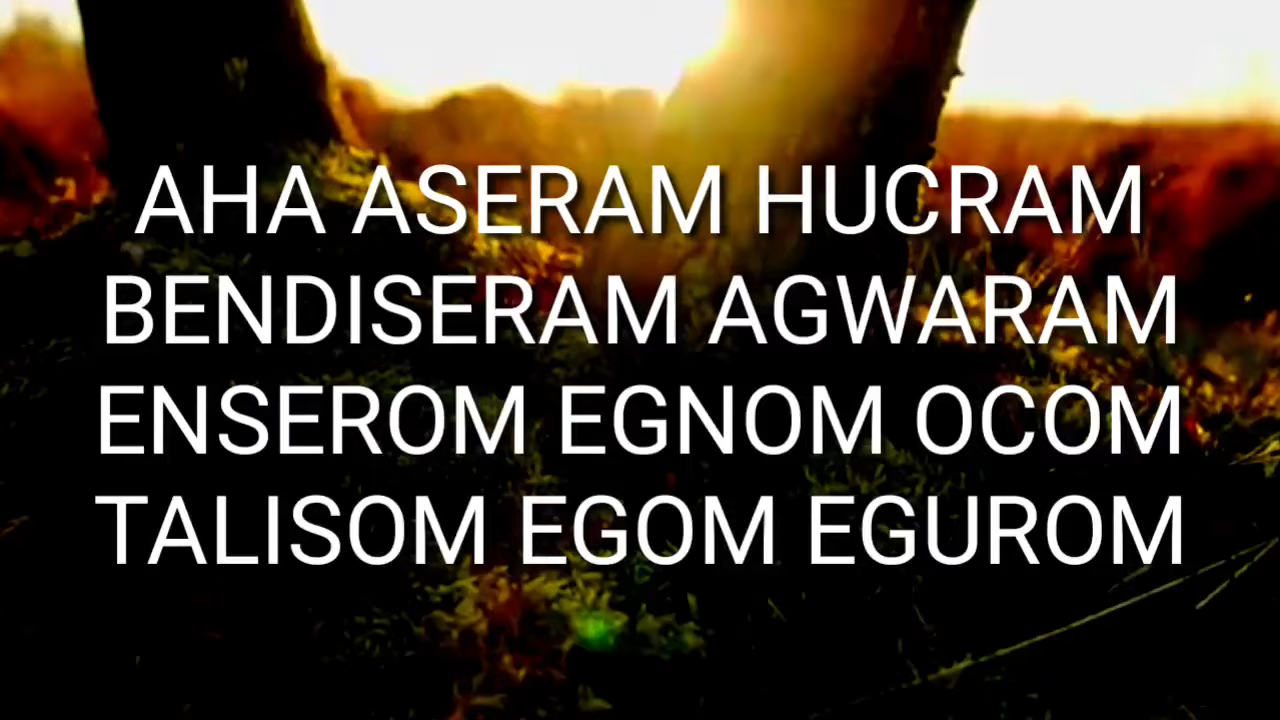 AHA ASERAM HUCRAM
BENDISERAM AGWARAM
ENSEROM EGNOM OCOM
TALISOM EGOM EGUROM